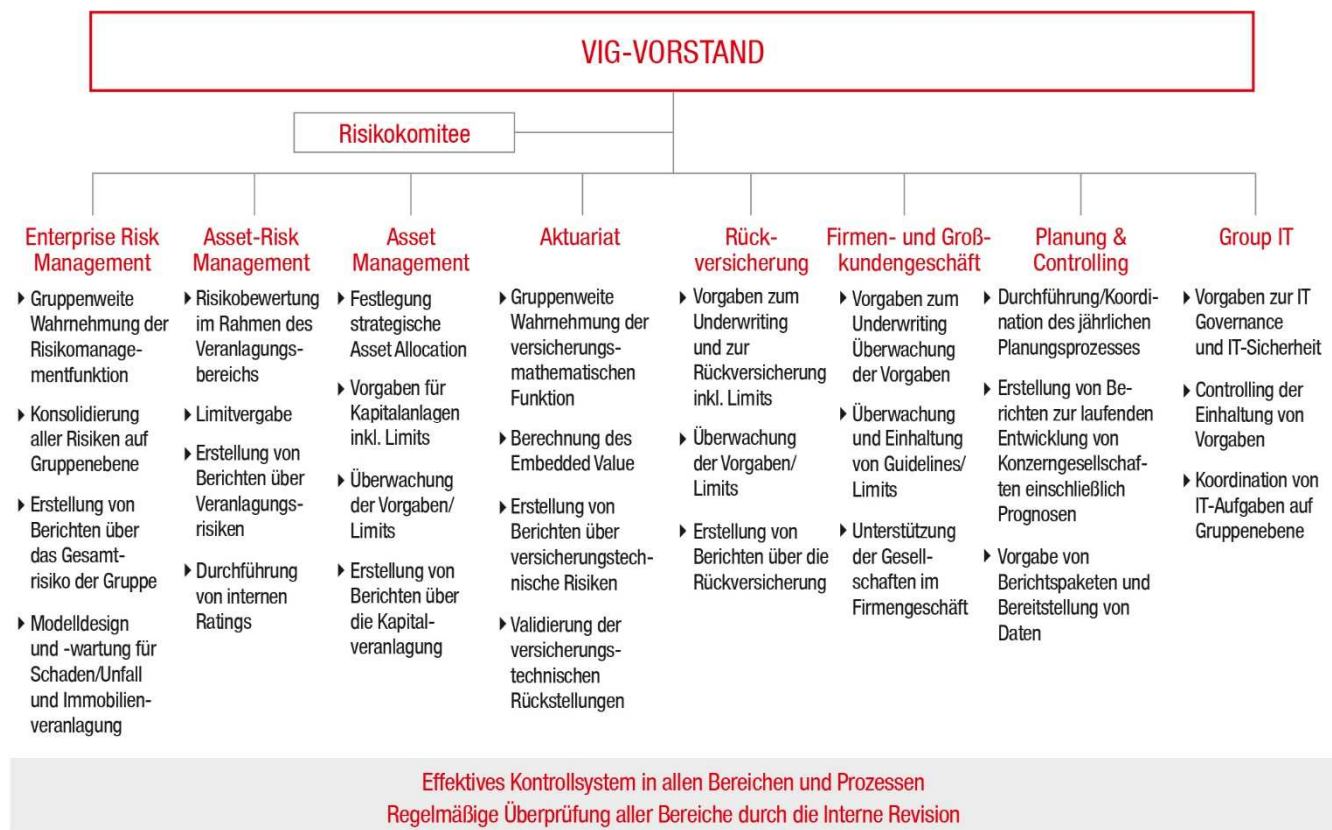 VIG-VORSTAND
Risikokomitee
Enterprise Risk
Management
▸ Gruppenweite
Wahrnehmung der
Risikomanage-
mentfunktion
▸ Konsolidierung
aller Risiken auf
Gruppenebene
▸ Erstellung von
Berichten über
das Gesamt-
risiko der Gruppe
▸ Modelldesign
und -wartung für
Schaden/Unfall
und Immobilien-
veranlagung
Asset-Risk
Management
▸ Risikobewertung
im Rahmen des
Veranlagungs-
bereichs
▸ Limitvergabe
▸ Erstellung von
Berichten über
Veranlagungs-
risiken
▸ Durchführung
von internen
Ratings
Asset
Management
▸ Festlegung
strategische
Asset Allocation
▸ Vorgaben für
Kapitalanlagen
inkl. Limits
▸ Überwachung
der Vorgaben/
Limits
▸ Erstellung von
Berichten über
die Kapital-
veranlagung
Aktuariat
▸ Gruppenweite
Wahrnehmung der
versicherungs-
mathematischen
Funktion
▸ Berechnung des
Embedded Value
▸ Erstellung von
Berichten über
versicherungstech-
nische Risiken
▸ Validierung der
versicherungs-
technischen
Rückstellungen
Rück-
versicherung
▸ Vorgaben zum
Underwriting
und zur
Rückversicherung
inkl. Limits
▸ Überwachung
der Vorgaben/
Limits
▸ Erstellung von
Berichten über die
Rückversicherung
Firmen- und Groß-
kundengeschäft
▸ Vorgaben zum
Underwriting
Überwachung
der Vorgaben
▸ Überwachung
und Einhaltung
von Guidelines/
Limits
▸ Unterstützung
der Gesell-
schaften im
Firmengeschäft
Planung &
Controlling
▸ Durchführung/Koordi-
nation des jährlichen
Planungsprozesses
▸ Erstellung von Be-
richten zur laufenden
Entwicklung von
Konzerngesellschaf-
ten einschließlich
Prognosen
▸ Vorgabe von
Berichtspaketen und
Bereitstellung von
Daten
Group IT
▸ Vorgaben zur IT
Governance
und IT-Sicherheit
▸ Controlling der
Einhaltung von
Vorgaben
▸ Koordination von
IT-Aufgaben auf
Gruppenebene
Effektives Kontrollsystem in allen Bereichen und Prozessen
Regelmäßige Überprüfung aller Bereiche durch die Interne Revision